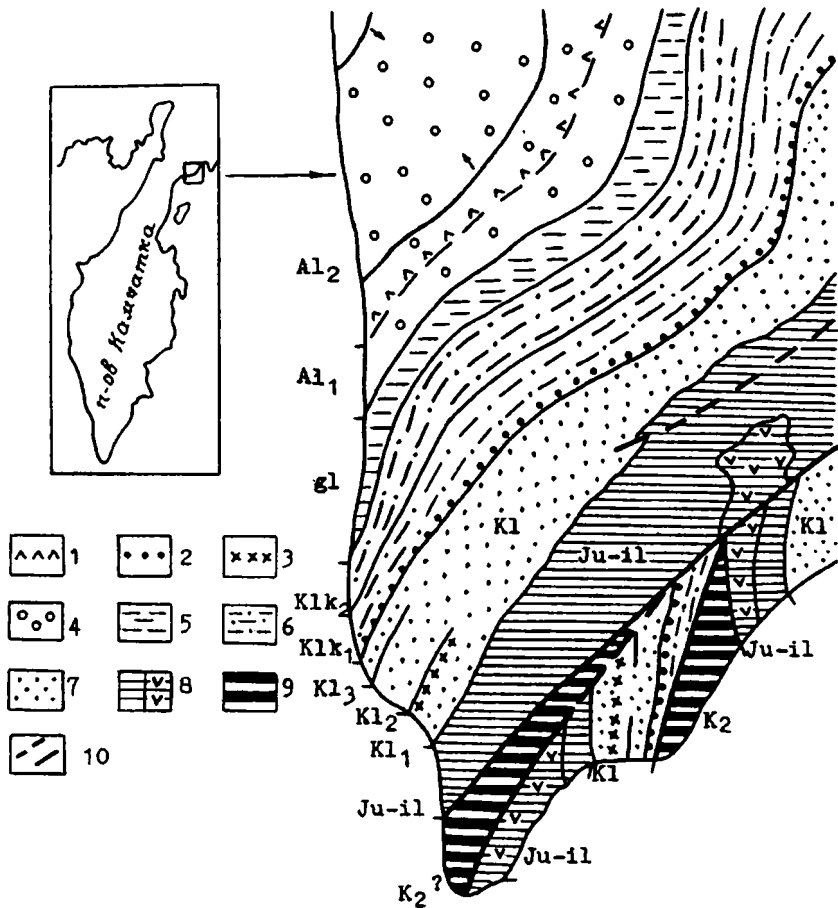 п-ов Камчатка
Al₂
Al₁
gl
Klk₂
Klk₁
Kl₃
Kl₂
Kl₁
Ju-il
K₂?
Kl
Ju-il
Kl
Ju-il
K₂
Kl
Ju-il
1
2
3
4
5
6
7
8
9
10